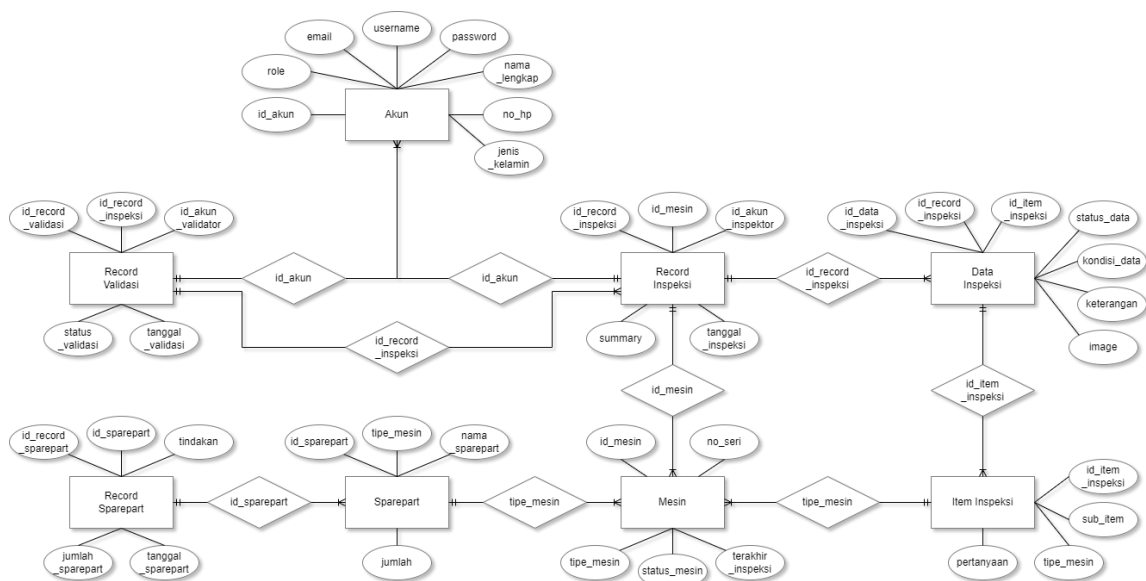 username
email
password
role
nama
_lengkap
id_akun
Akun
no_hp
jenis
_kelamin
id_record
_validasi
id_record
_inspeksi
id_akun
_validator
id_record
_inspeksi
id_mesin
id_akun
_inspektor
id_data
_inspeksi
id_record
_inspeksi
id_item
_inspeksi
status_data
Record
Validasi
id_akun
id_akun
Record
Inspeksi
id_record
_inspeksi
Data
Inspeksi
kondisi_data
keterangan
status
_validasi
tanggal
_validasi
id_record
_inspeksi
summary
tanggal
_inspeksi
image
id_mesin
id_item
_inspeksi
id_record
_sparepart
id_sparepart
tindakan
id_sparepart
tipe_mesin
nama
_sparepart
id_mesin
no_seri
id_item
_inspeksi
Record
Sparepart
id_sparepart
Sparepart
tipe_mesin
Mesin
tipe_mesin
Item Inspeksi
sub_item
jumlah
_sparepart
tanggal
_sparepart
jumlah
tipe_mesin
status_mesin
terakhir
_inspeksi
pertanyaan
tipe_mesin